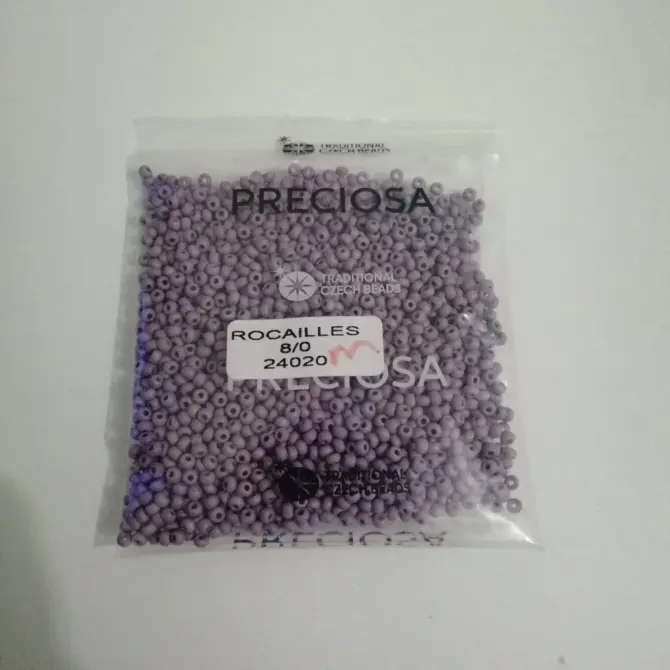 TRADITIONAL
CZECH BEADS
PRECIOSA
TRADITIONAL
CZECH BEADS
ROCAILLES
8/0
24020 m
PRECIOSA
TRADITIONAL
CZECH BEADS
PRECIOSA